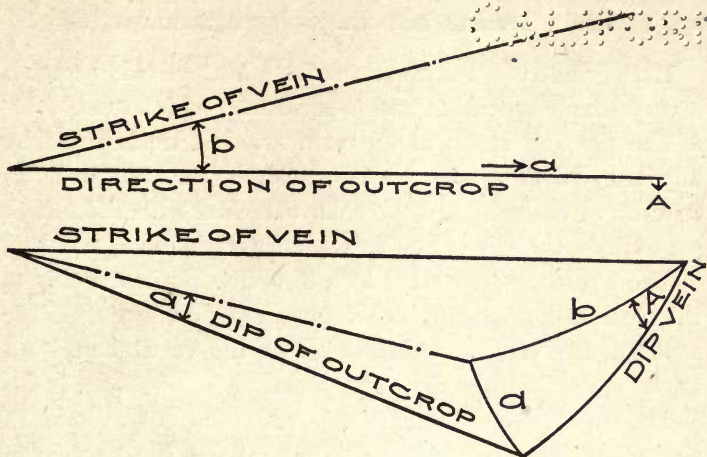 STRIKE OF VEIN
b
a
DIRECTION OF OUTCROP
A
STRIKE OF VEIN
a
DIP OF OUTCROP
b
A
DIP VEIN
a